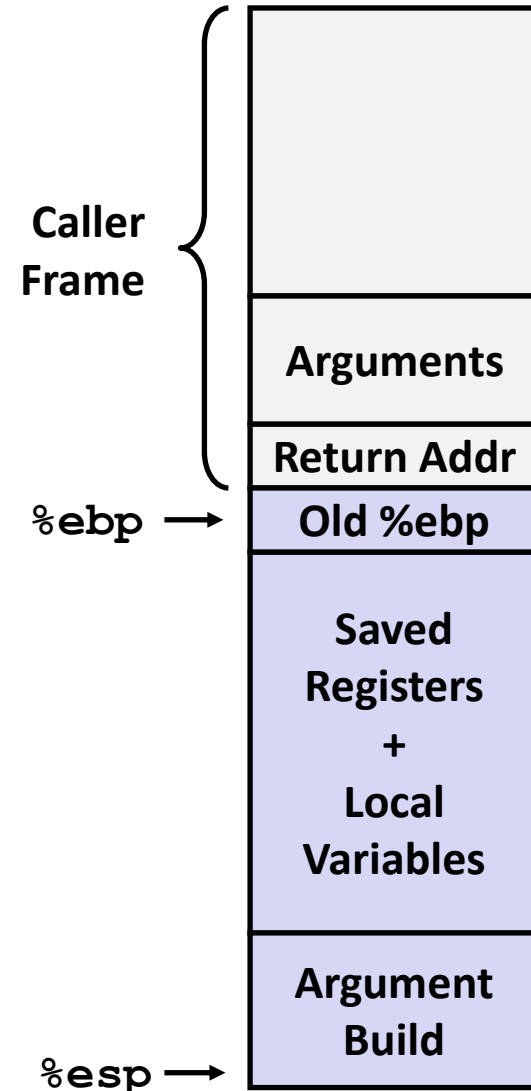 Caller
Frame
Arguments
Return Addr
%ebp
Old %ebp
Saved
Registers
+
Local
Variables
Argument
Build
%esp